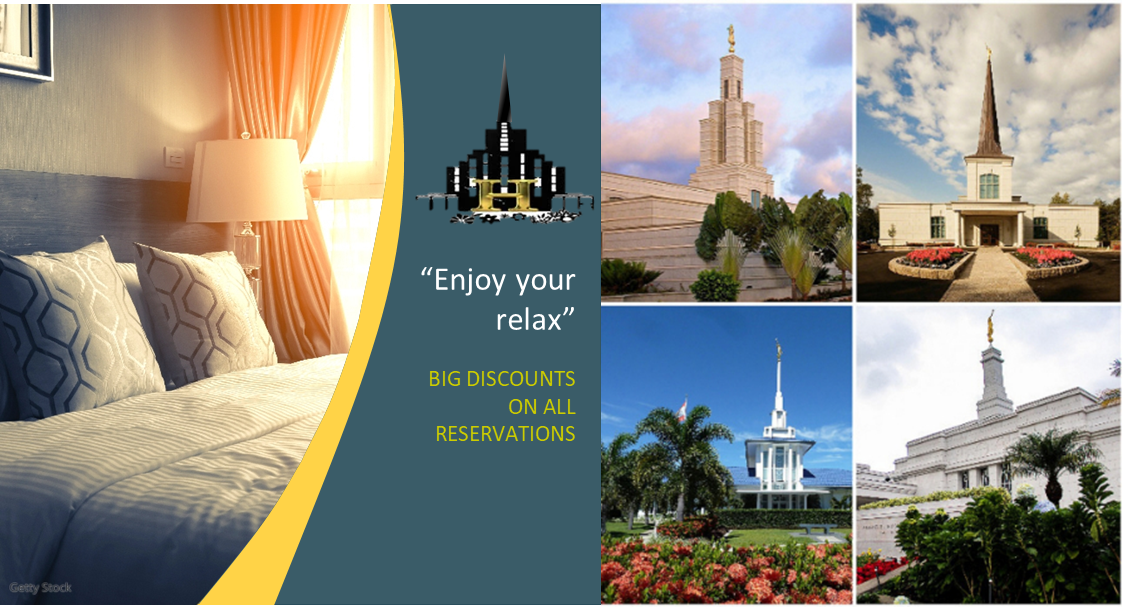 “Enjoy your
relax”
BIG DISCOUNTS
ON ALL
RESERVATIONS
Getty Stock